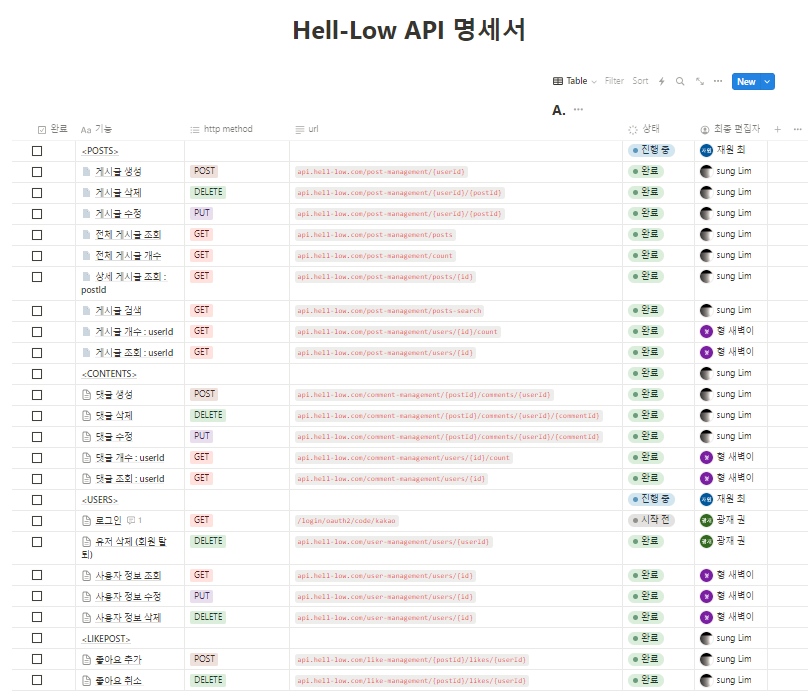 Hell-Low API 명세서
Table Filter Sort New
A.
완료 Aa 기능 http method url 상태 최종 편집자
<POSTS> 진행 중 재원 최
게시글 생성 POST api.hell-low.com/post-management/{userid} 완료 sung Lim
게시글 삭제 DELETE api.hell-low.com/post-management/{userid}/{postid} 완료 sung Lim
게시글 수정 PUT api.hell-low.com/post-management/{userid}/{postid} 완료 sung Lim
전체 게시글 조회 GET api.hell-low.com/post-management/posts 완료 sung Lim
전체 게시글 개수 GET api.hell-low.com/post-management/count 완료 sung Lim
상세 게시글 조회 : GET api.hell-low.com/post-management/posts/{id} 완료 sung Lim
postId
게시글 검색 GET api.hell-low.com/post-management/posts-search 완료 sung Lim
게시글 개수 : userId GET api.hell-low.com/post-management/users/{id}/count 완료 형 새벽이
게시글 조회 : userId GET api.hell-low.com/post-management/users/{id} 완료 형 새벽이
<CONTENTS> 완료 sung Lim
댓글 생성 POST api.hell-low.com/comment-management/{postid}/comments/{userid} 완료 sung Lim
댓글 삭제 DELETE api.hell-low.com/comment-management/{postid}/comments/{userid}/{commentid} 완료 sung Lim
댓글 수정 PUT api.hell-low.com/comment-management/{postid}/comments/{userid}/{commentid} 완료 sung Lim
댓글 개수 : userId GET api.hell-low.com/comment-management/users/{id}/count 완료 형 새벽이
댓글 조회 : userId GET api.hell-low.com/comment-management/users/{id} 완료 형 새벽이
<USERS> 진행 중 재원 최
로그인 1 GET /login/oauth2/code/kakao 시작 전 광재 권
유저 삭제 (회원 탈 DELETE api.hell-low.com/user-management/users/{userid} 완료 광재 권
퇴)
사용자 정보 조회 GET api.hell-low.com/user-management/users/{id} 완료 형 새벽이
사용자 정보 수정 PUT api.hell-low.com/user-management/users/{id} 완료 형 새벽이
사용자 정보 삭제 DELETE api.hell-low.com/user-management/users/{id} 완료 형 새벽이
<LIKEPOST> 완료 sung Lim
좋아요 추가 POST api.hell-low.com/like-management/{postid}/likes/{userid} 완료 sung Lim
좋아요 취소 DELETE api.hell-low.com/like-management/{postid}/likes/{userid} 완료 sung Lim